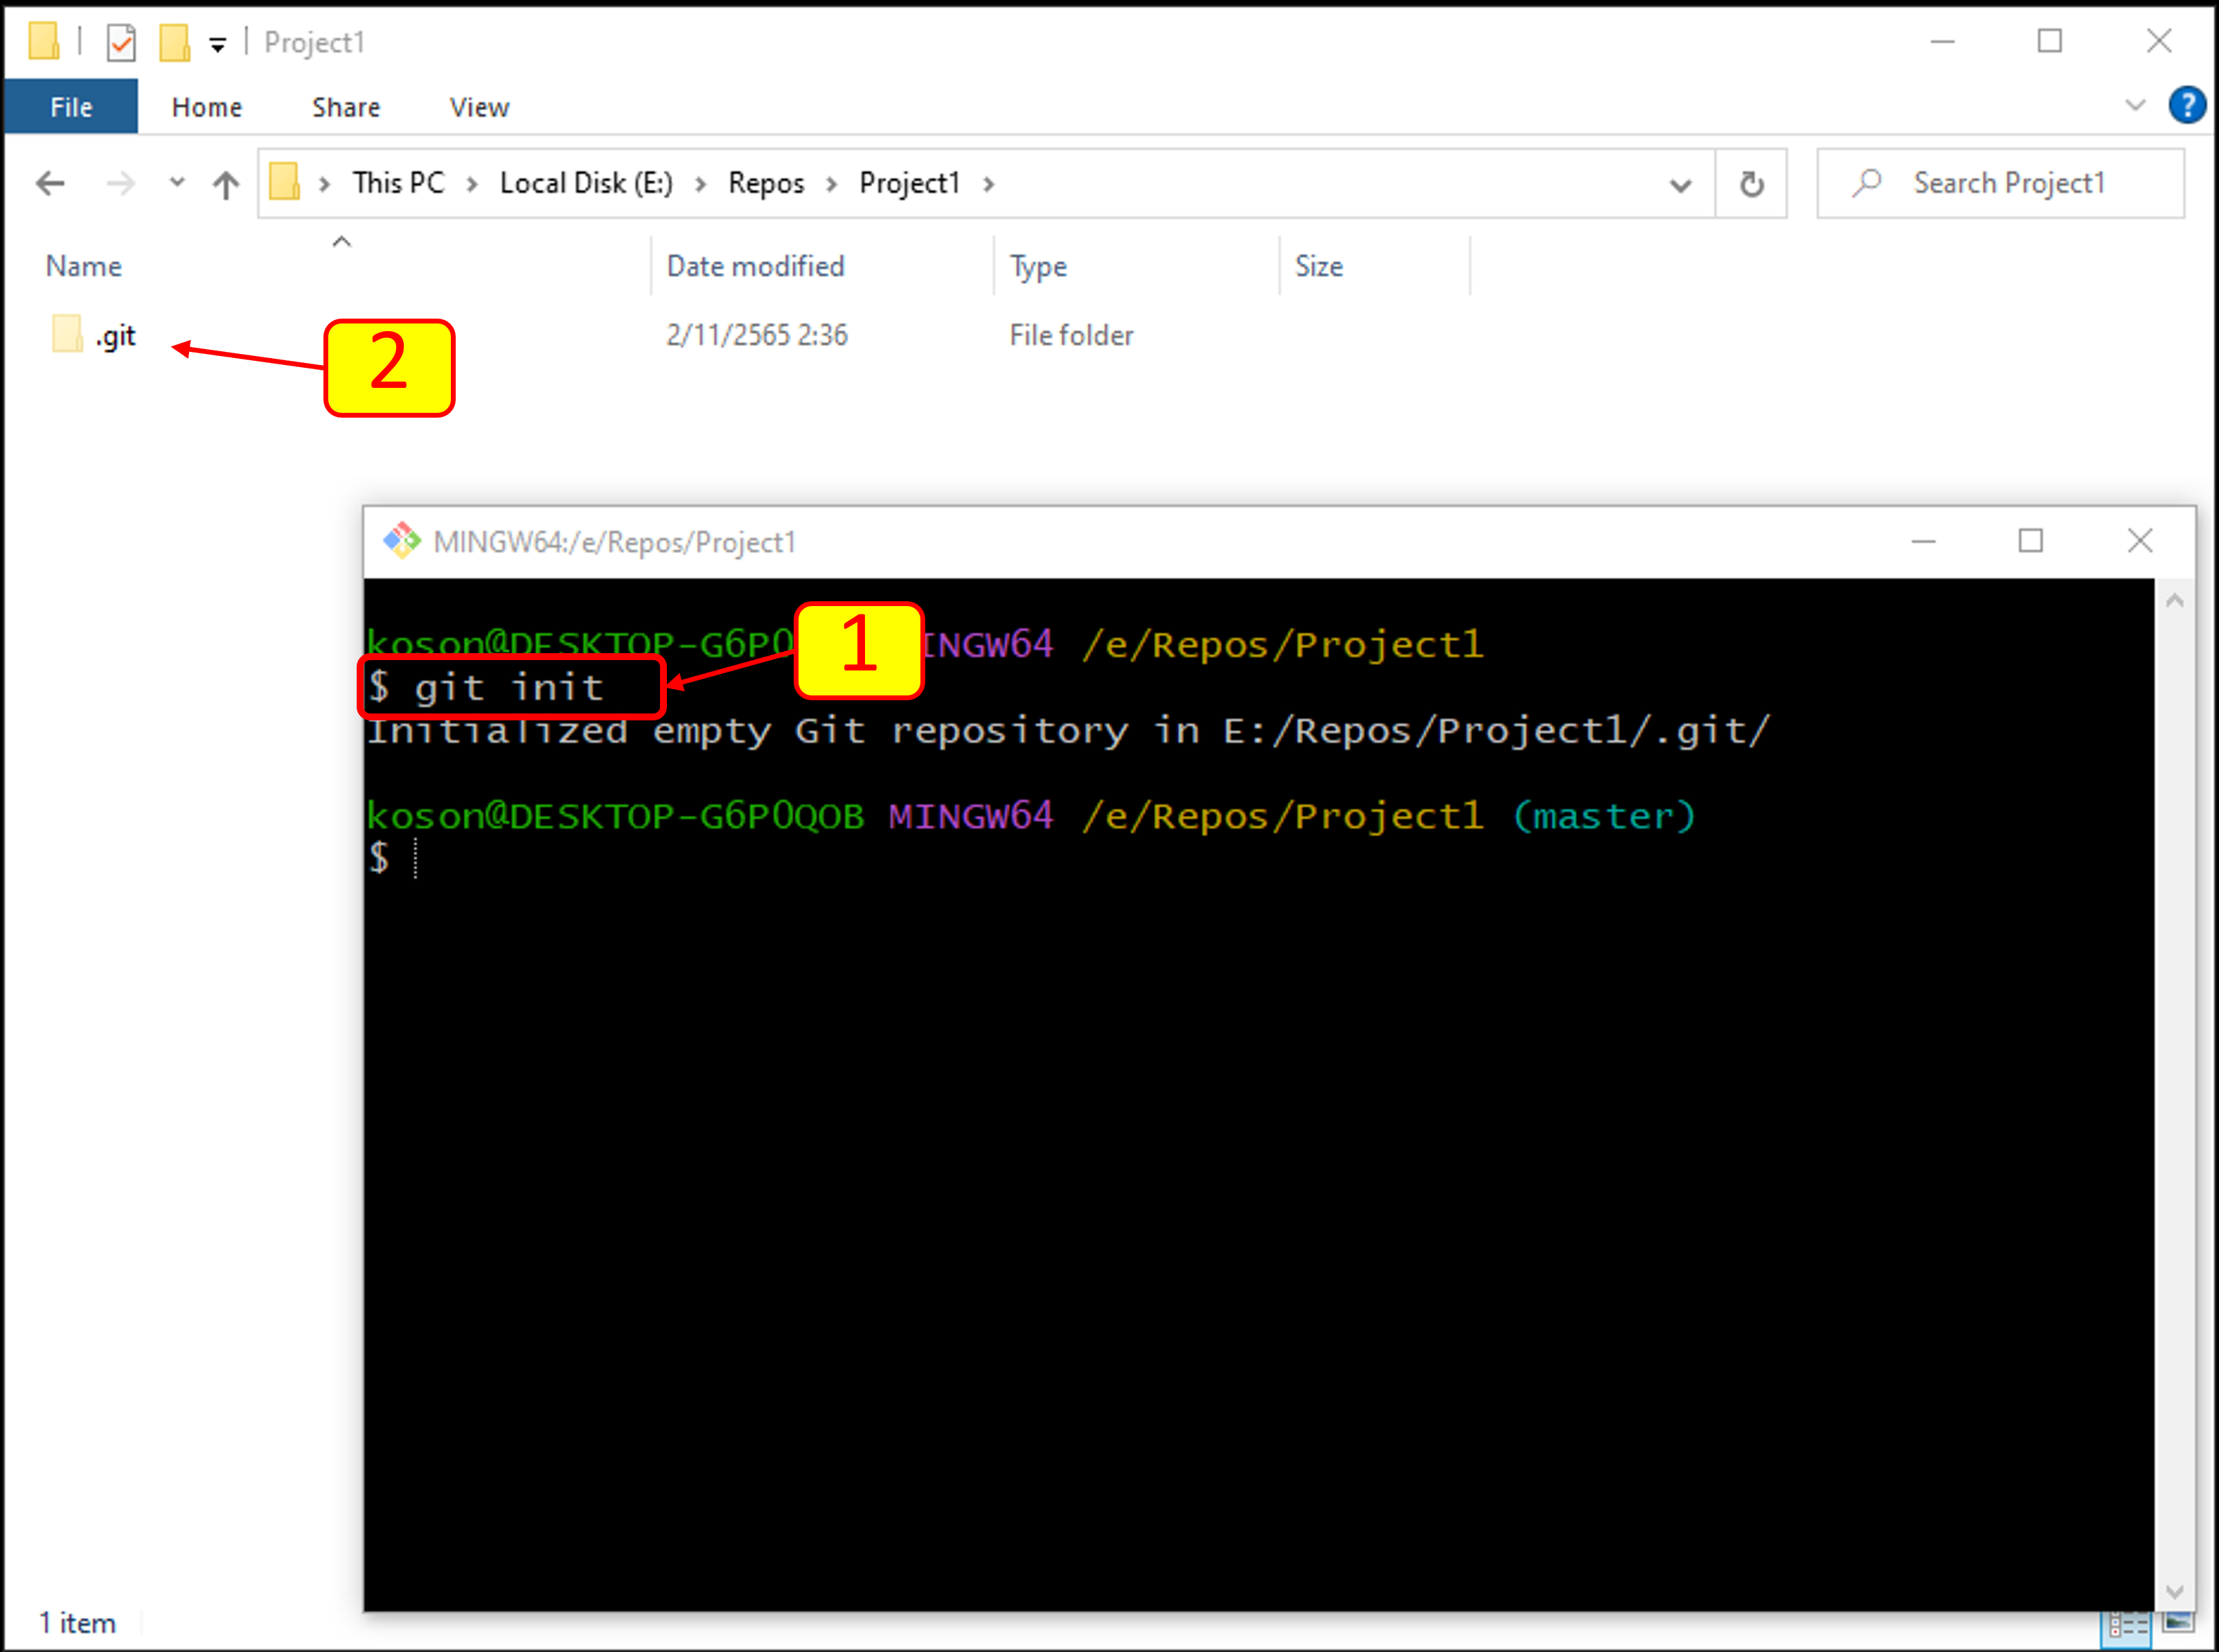 Project1
File Home Share View
This PC Local Disk (E:) Repos Project1 Search Project1
Name Date modified Type Size
.git 2/11/2565 2:36 File folder
2
MINGW64:/e/Repos/Project1
1
koson@DESKTOP-G6P0 INGW64 /e/Repos/Project1
$ git init
Initialized empty Git repository in E:/Repos/Project1/.git/
koson@DESKTOP-G6P0QOB MINGW64 /e/Repos/Project1 (master)
$
1 item